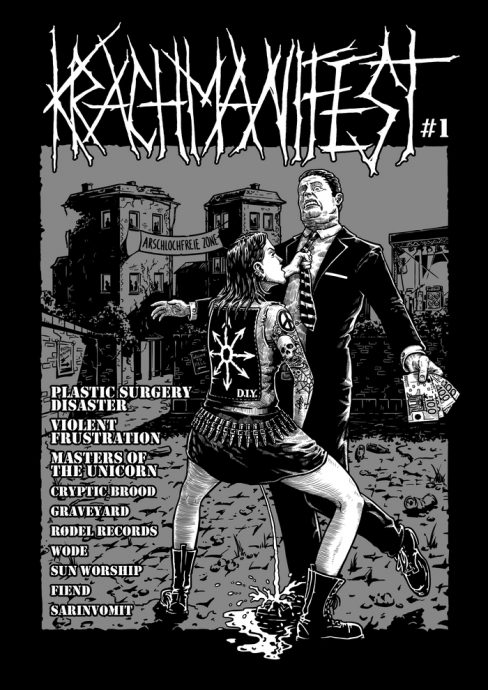 KRACHMANIFEST
#1
ARSCHLOCHFREIE ZONE
D.I.Y.
PLASTIC SURGERY
DISASTER
VIOLENT
FRUSTRATION
MASTERS OF
THE UNICORN
CRYPTIC BROOD
GRAVEYARD
RØDEL RECORDS
WODE
SUN WORSHIP
FIEND
SARINVOMIT